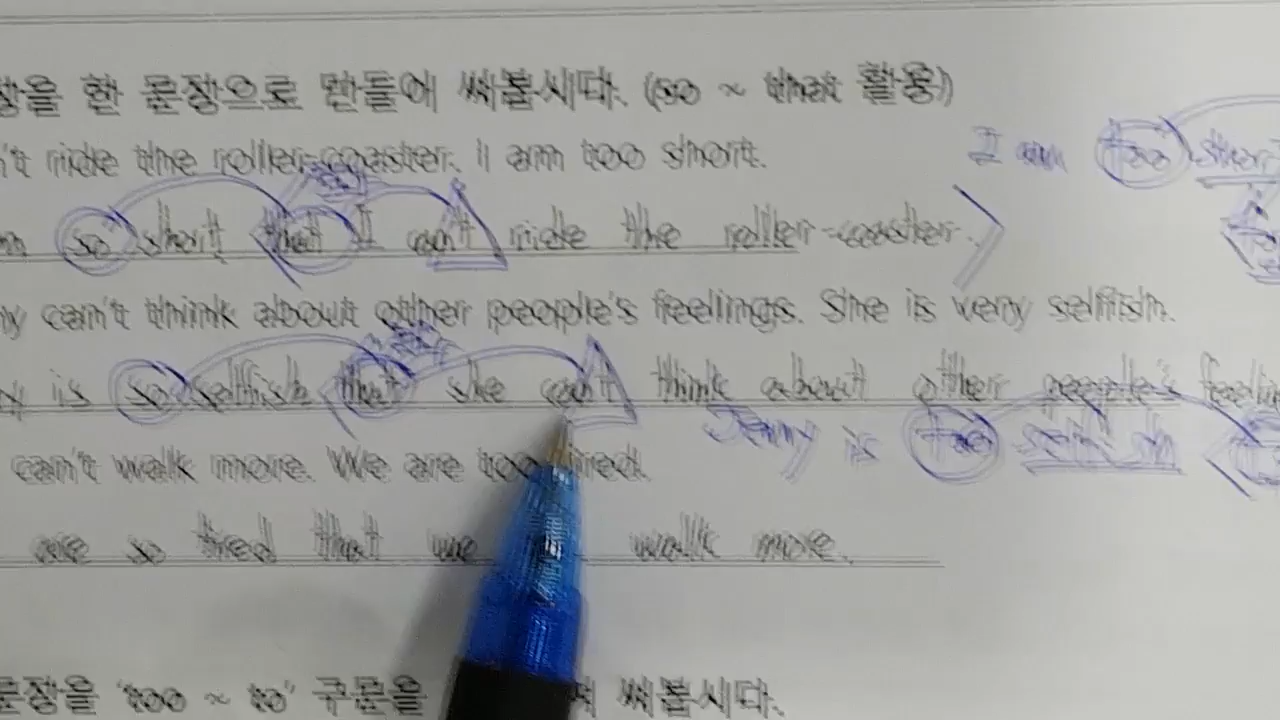 장을 한 문장으로 만들어 써봅시다. (so ~ that 활용)
't ride the roller-coaster. I am too short.
I am too short
so short that I can't ride the roller-coaster.
can't think about other people's feelings. She is very selfish.
is so selfish that she can't think about other people's
Jenny is too selfish
can't walk more. We are too tired.
are so tired that we walk more.
문장을 'too ~ to' 구문을 써봅시다.